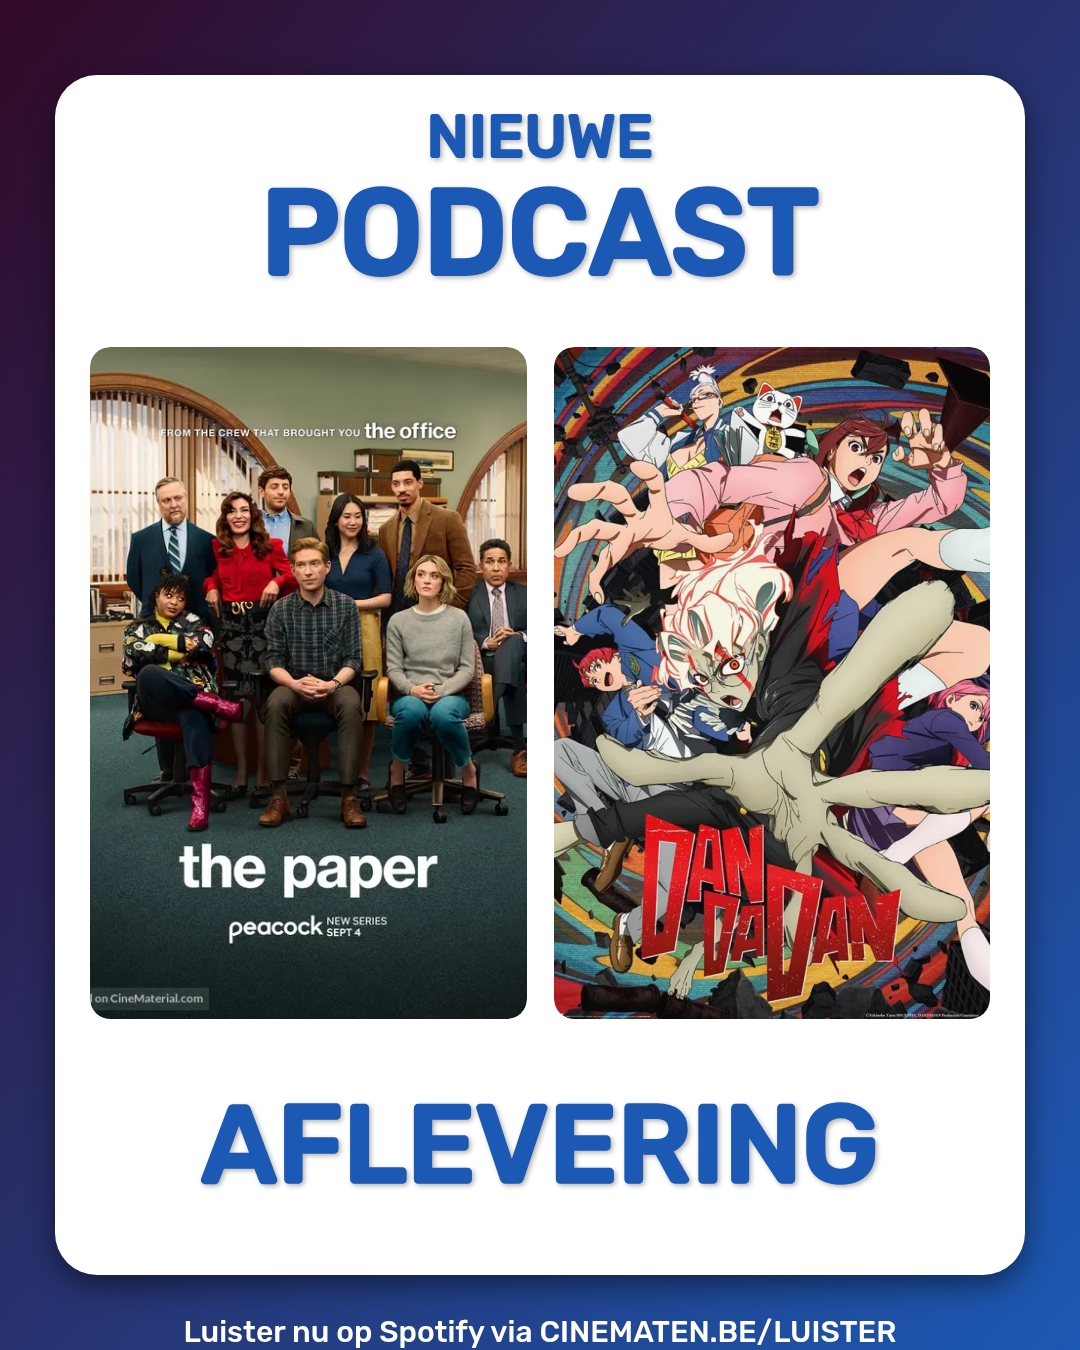 NIEUWE
PODCAST
FROM THE CREW THAT BROUGHT YOU the office
the paper
peacock NEW SERIES
SEPT 4
on CineMaterial.com
DAN
DA DAN
AFLEVERING
Luister nu op Spotify via CINEMATEN.BE/LUISTER